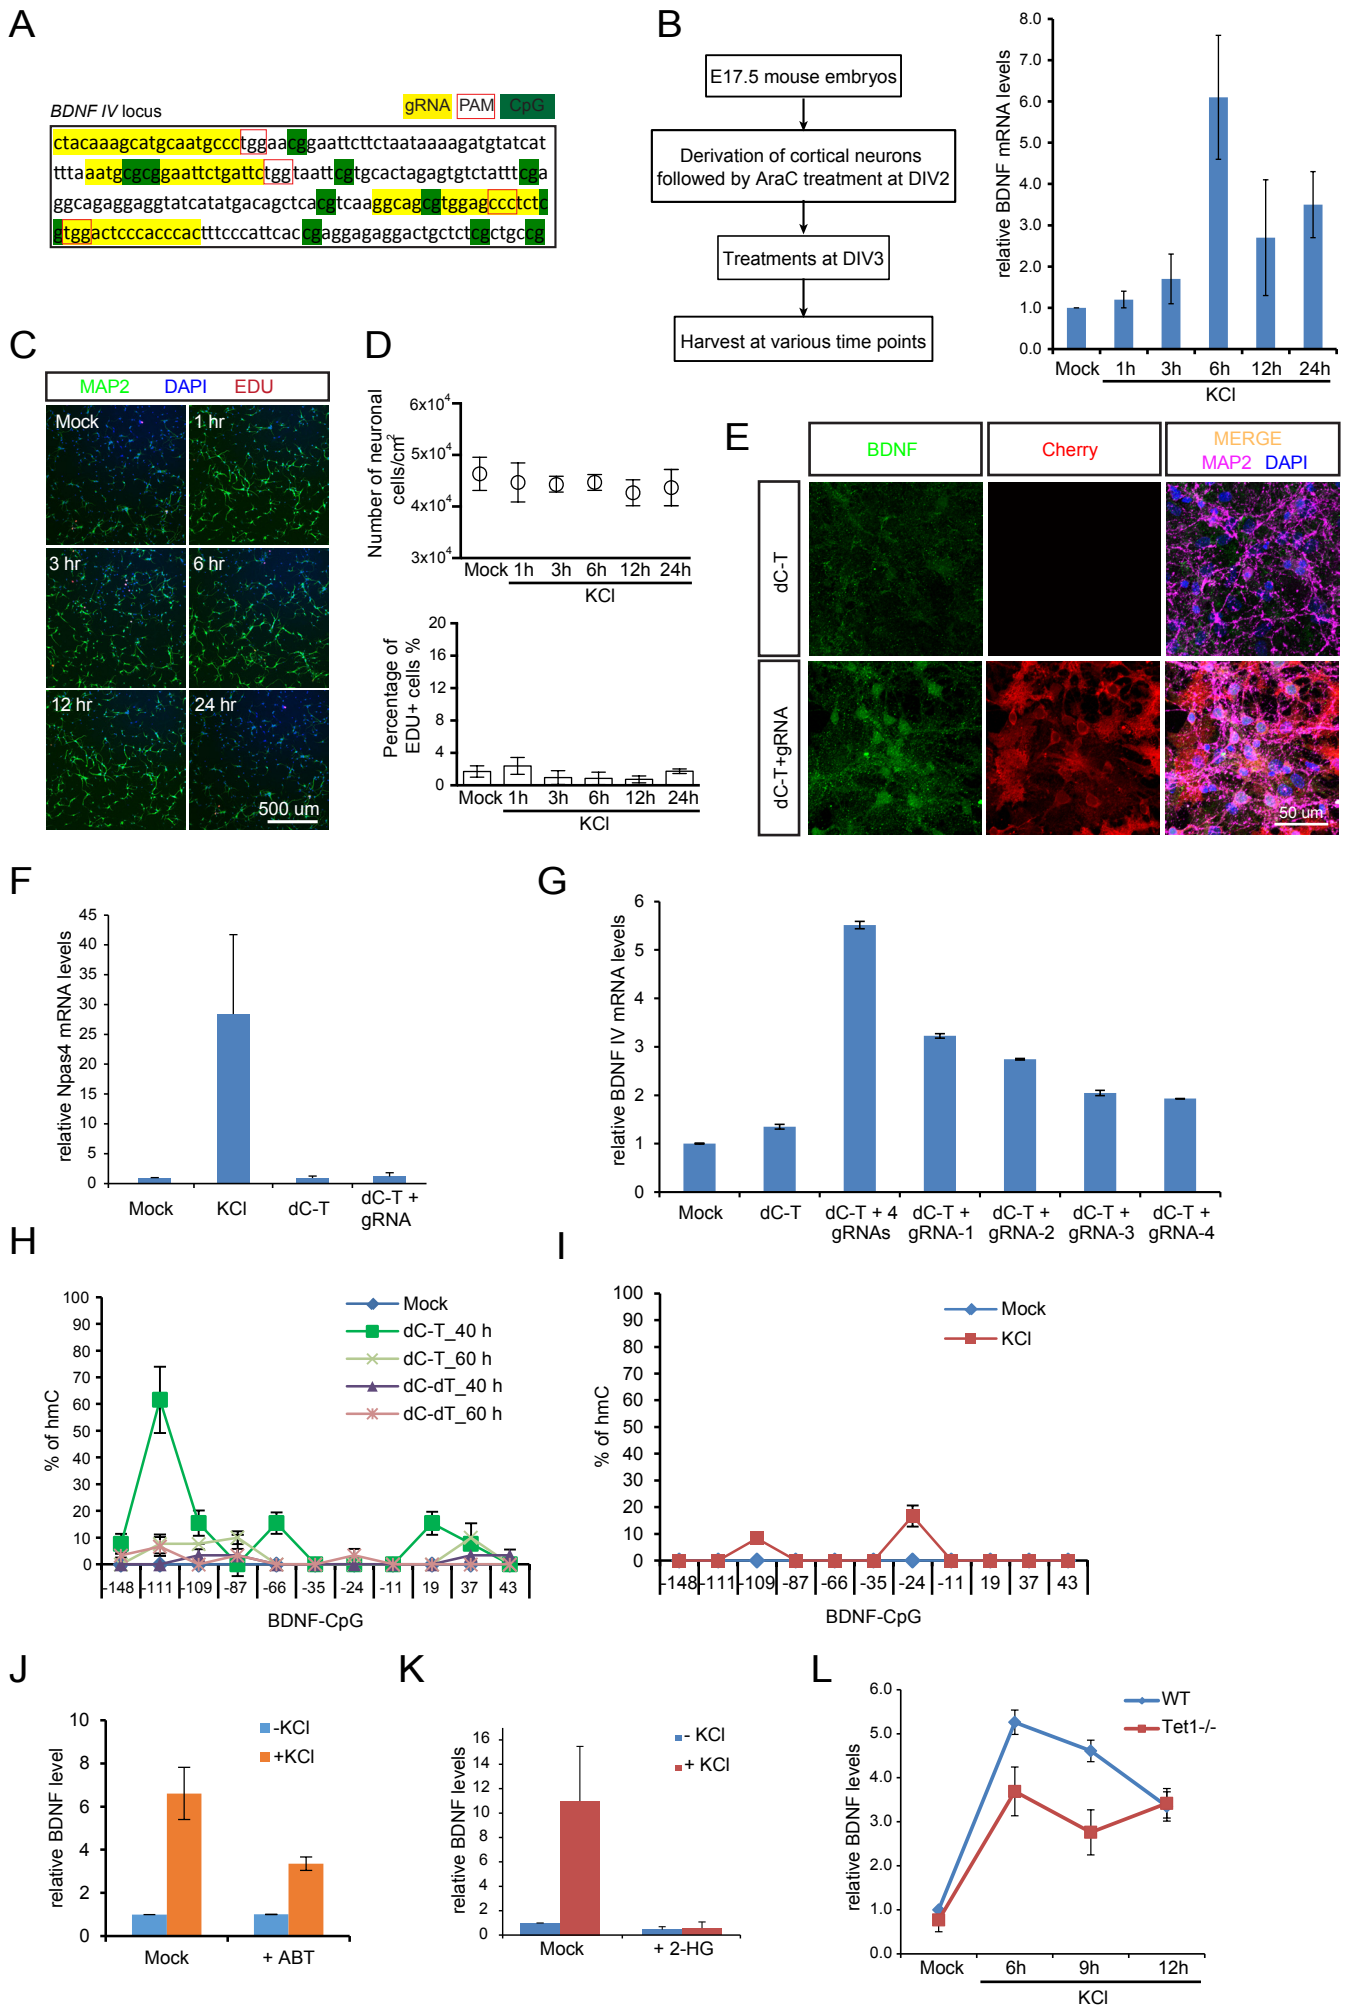 A
BDNF IV locus
gRNA PAM CpG
ctacaaagcatgcaatgccctggaacggaattcttctaataaaagatgtatcat
tttaaatgcgcggaattctgattctggtaattcgtgcactagagtgtctatttcga
ggcagaggaggtatcatatgacagctcacgtcaaggcagcgtggagccctctc
gtggactcccacccactttcccattcaccgaggagaggactgctctcgctgccg
B
E17.5 mouse embryos
Derivation of cortical neurons
followed by AraC treatment at DIV2
Treatments at DIV3
Harvest at various time points
relative BDNF mRNA levels
8.0
7.0
6.0
5.0
4.0
3.0
2.0
1.0
0.0
Mock 1h 3h 6h 12h 24h
KCl
C
MAP2 DAPI EDU
Mock
1 hr
3 hr
6 hr
12 hr
24 hr
500 um
D
Number of neuronal
cells/cm²
6x10⁴
5x10⁴
4x10⁴
3x10⁴
Mock 1h 3h 6h 12h 24h
KCl
Percentage of
EDU+ cells %
20
16
12
8
4
0
Mock 1h 3h 6h 12h 24h
KCl
E
BDNF
Cherry
MERGE
MAP2 DAPI
dC-T
dC-T+gRNA
50 um
F
relative Npas4 mRNA levels
45
40
35
30
25
20
15
10
5
0
Mock KCl dC-T dC-T +
gRNA
G
relative BDNF IV mRNA levels
6
5
4
3
2
1
0
Mock dC-T dC-T + 4 dC-T + dC-T + dC-T + dC-T +
gRNAs gRNA-1 gRNA-2 gRNA-3 gRNA-4
H
% of hmC
100
90
80
70
60
50
40
30
20
10
0
Mock
dC-T_40 h
dC-T_60 h
dC-dT_40 h
dC-dT_60 h
-148 -111 -109 -87 -66 -35 -24 -11 19 37 43
BDNF-CpG
I
% of hmC
100
90
80
70
60
50
40
30
20
10
0
Mock
KCl
-148 -111 -109 -87 -66 -35 -24 -11 19 37 43
BDNF-CpG
J
relative BDNF level
10
8
6
4
2
0
-KCl
+KCl
Mock + ABT
K
relative BDNF levels
16
14
12
10
8
6
4
2
0
- KCl
+ KCl
Mock + 2-HG
L
relative BDNF levels
6.0
5.0
4.0
3.0
2.0
1.0
0.0
WT
Tet1-/-
Mock 6h 9h 12h
KCl